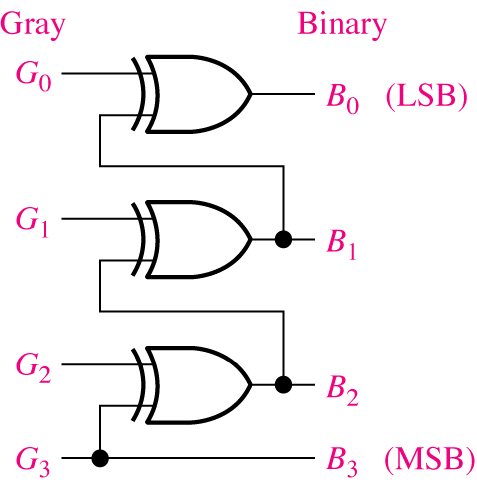 Gray Binary
G0 B0 (LSB)
G1 B1
G2 B2
G3 B3 (MSB)